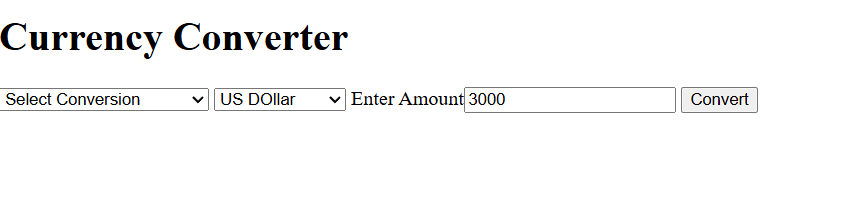 Currency Converter
Select Conversion US DOllar Enter Amount 3000 Convert